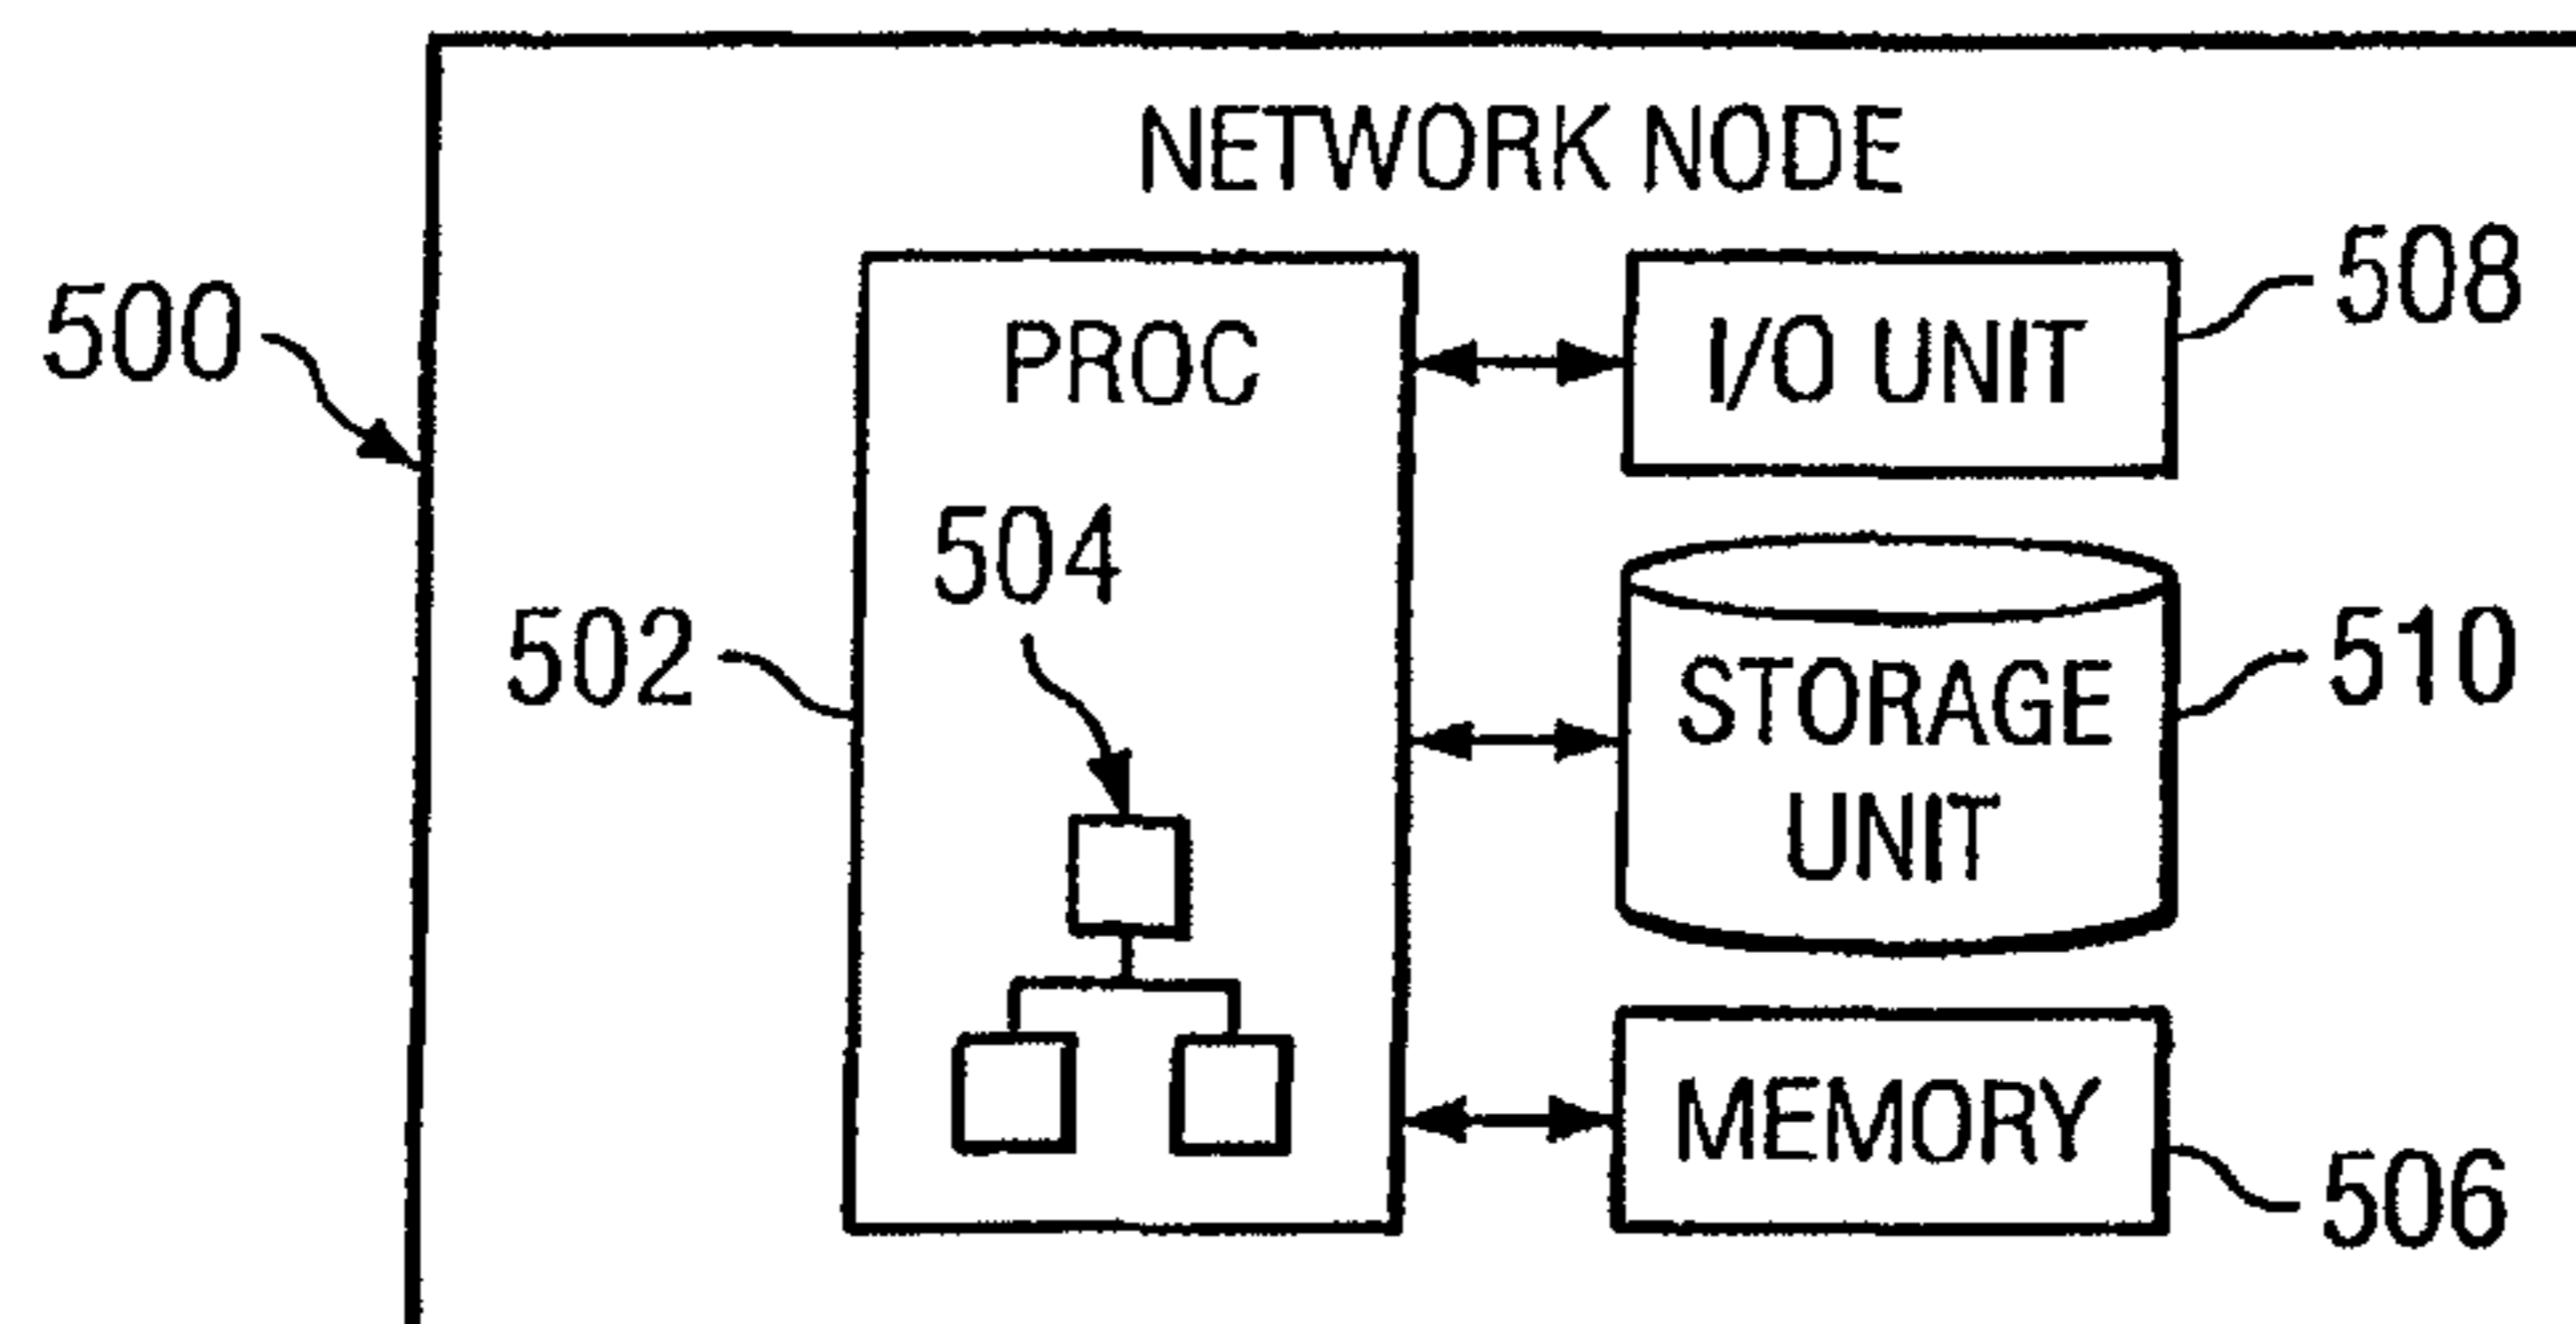 NETWORK NODE
500
PROC
I/O UNIT
508
504
502
STORAGE
UNIT
510
MEMORY
506